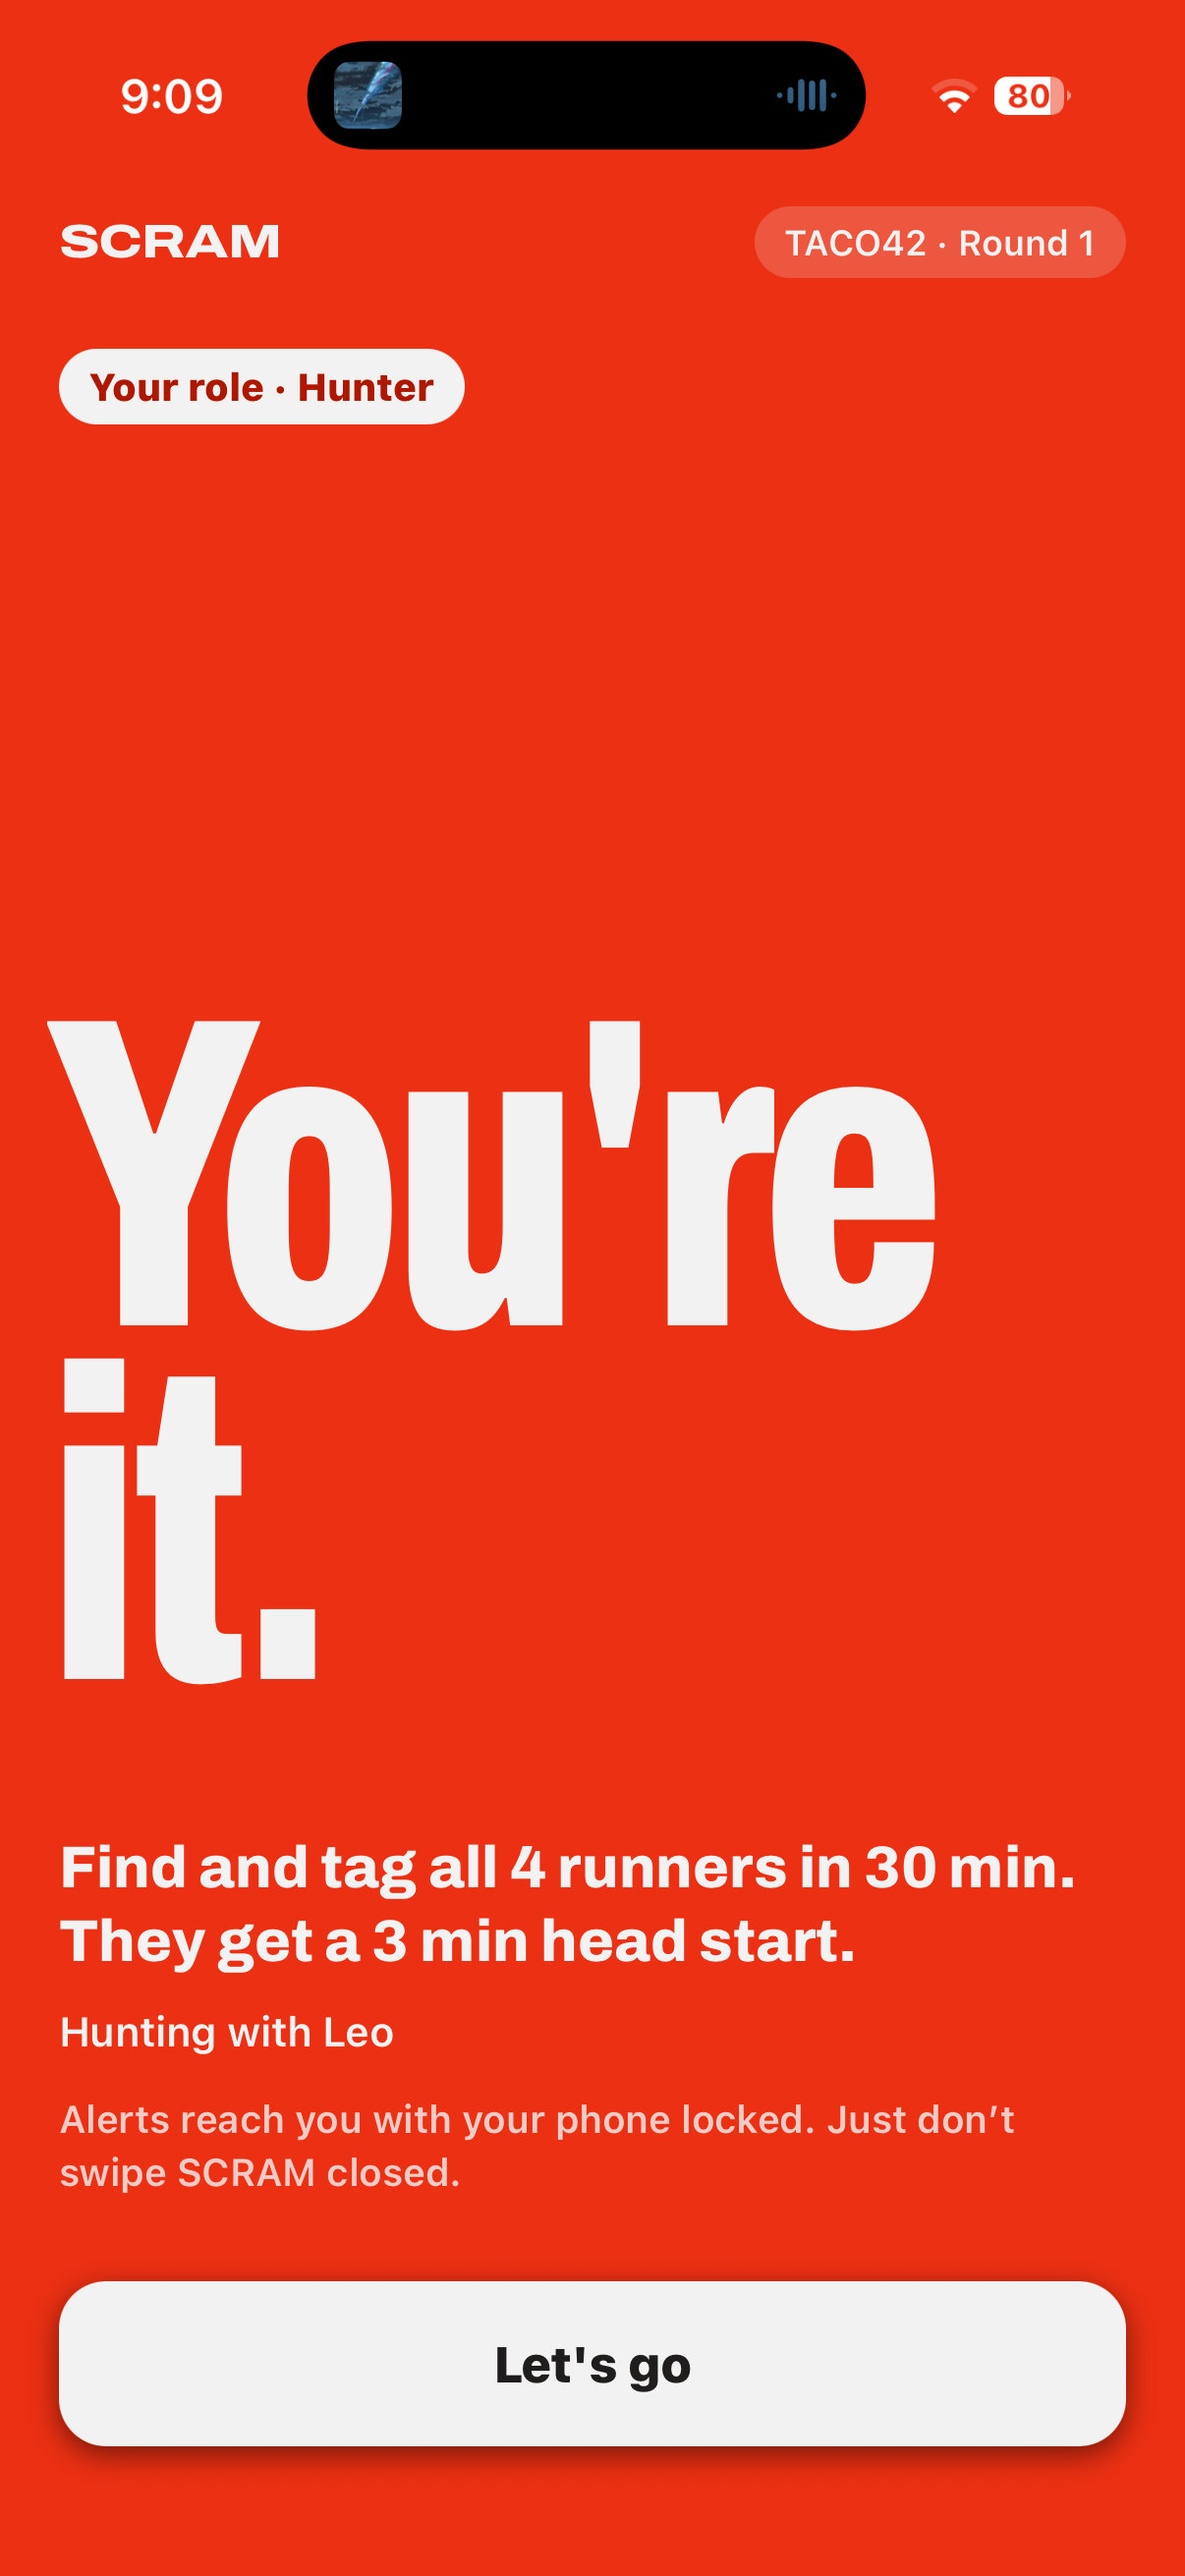 9:09
80
SCRAM
TACO42 · Round 1
Your role · Hunter
You're
it.
Find and tag all 4 runners in 30 min.
They get a 3 min head start.
Hunting with Leo
Alerts reach you with your phone locked. Just don’t
swipe SCRAM closed.
Let's go